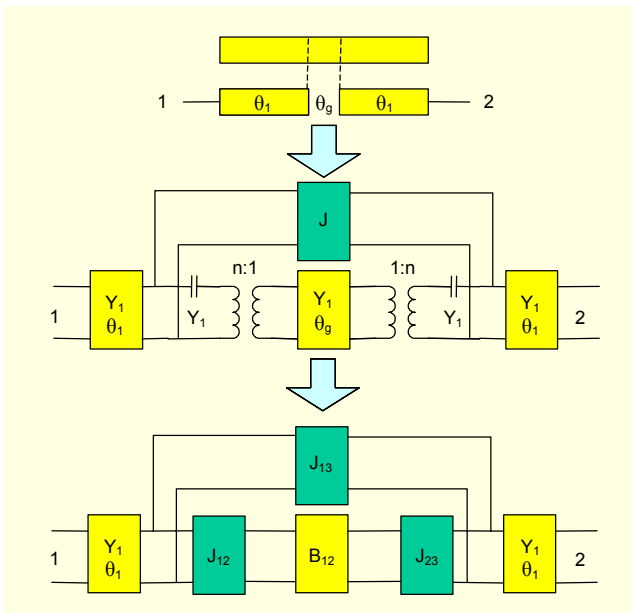 1 θ₁ θg θ₁ 2
J
n:1 1:n
Y₁ θ₁
Y₁
Y₁ θg
Y₁
Y₁ θ₁
1 2
J₁₃
Y₁ θ₁
J₁₂
B₁₂
J₂₃
Y₁ θ₁
1 2